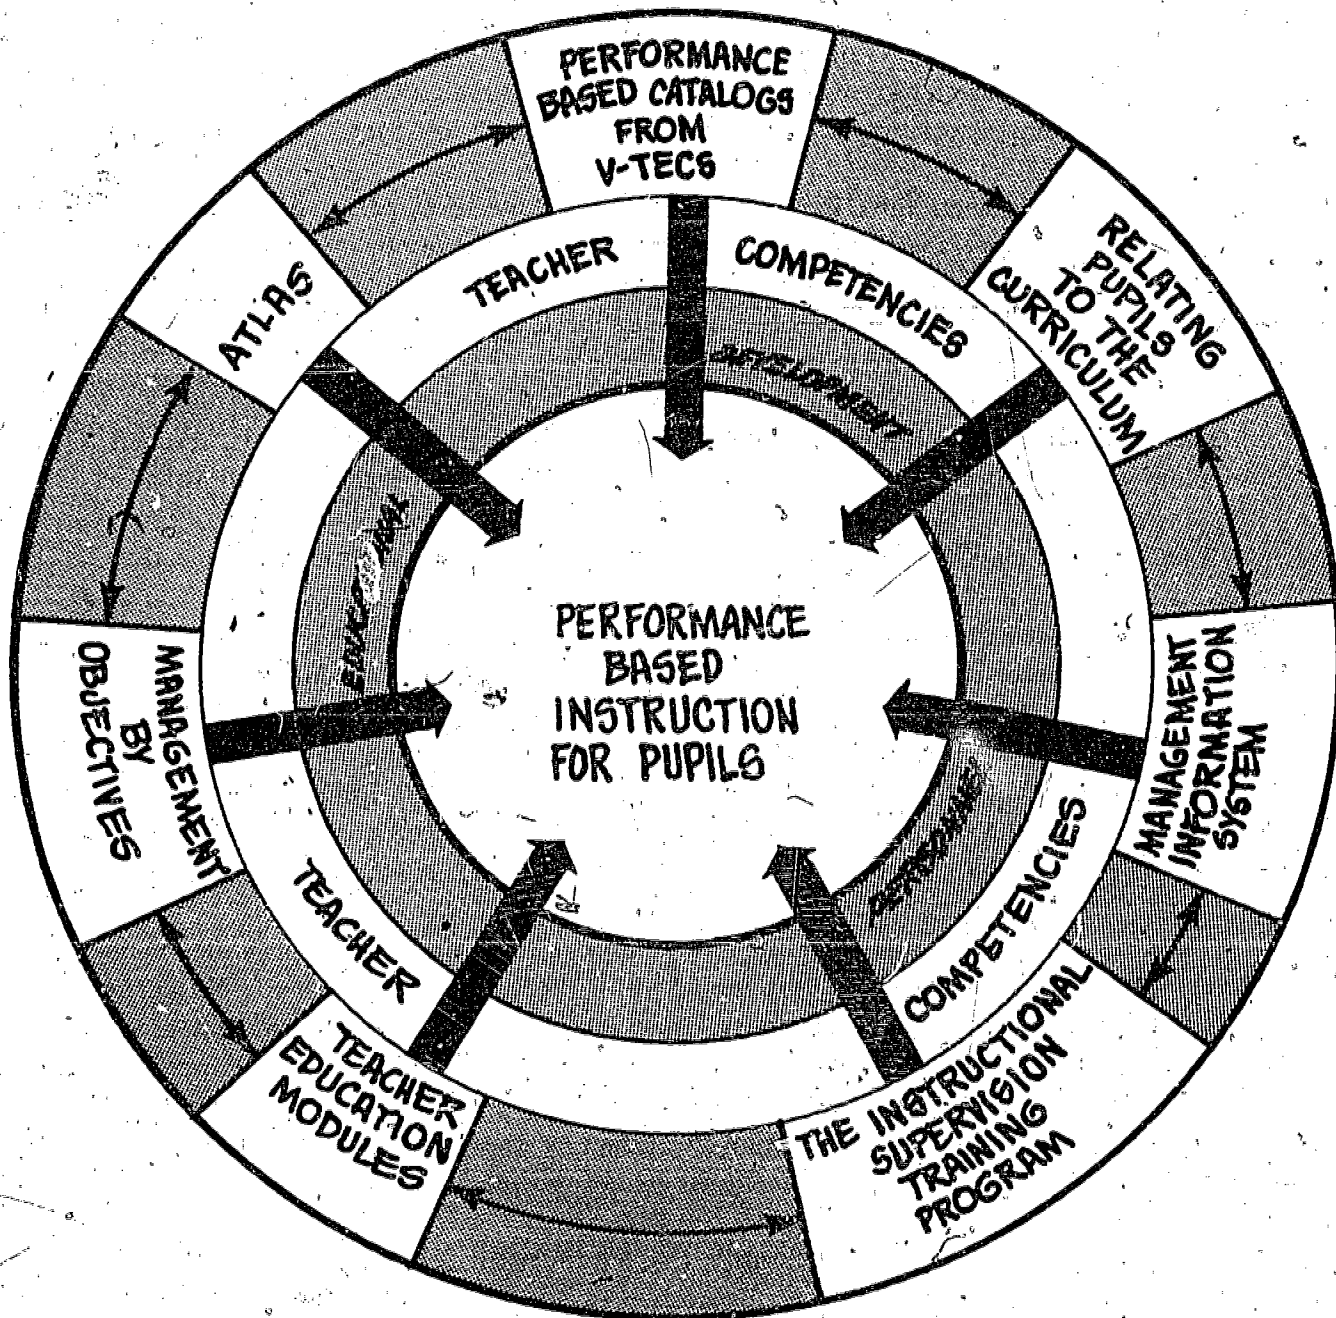 PERFORMANCE
BASED CATALOGS
FROM
V-TECS
RELATING
PUPILS
TO THE
CURRICULUM
MANAGEMENT
INFORMATION
SYSTEM
THE INSTRUCTIONAL
SUPERVISION
TRAINING
PROGRAM
TEACHER
EDUCATION
MODULES
MANAGEMENT
BY
OBJECTIVES
ATLAS
TEACHER
COMPETENCIES
TEACHER
COMPETENCIES
DEVELOPMENT
PERSONNEL
PERFORMANCE
BASED
INSTRUCTION
FOR PUPILS